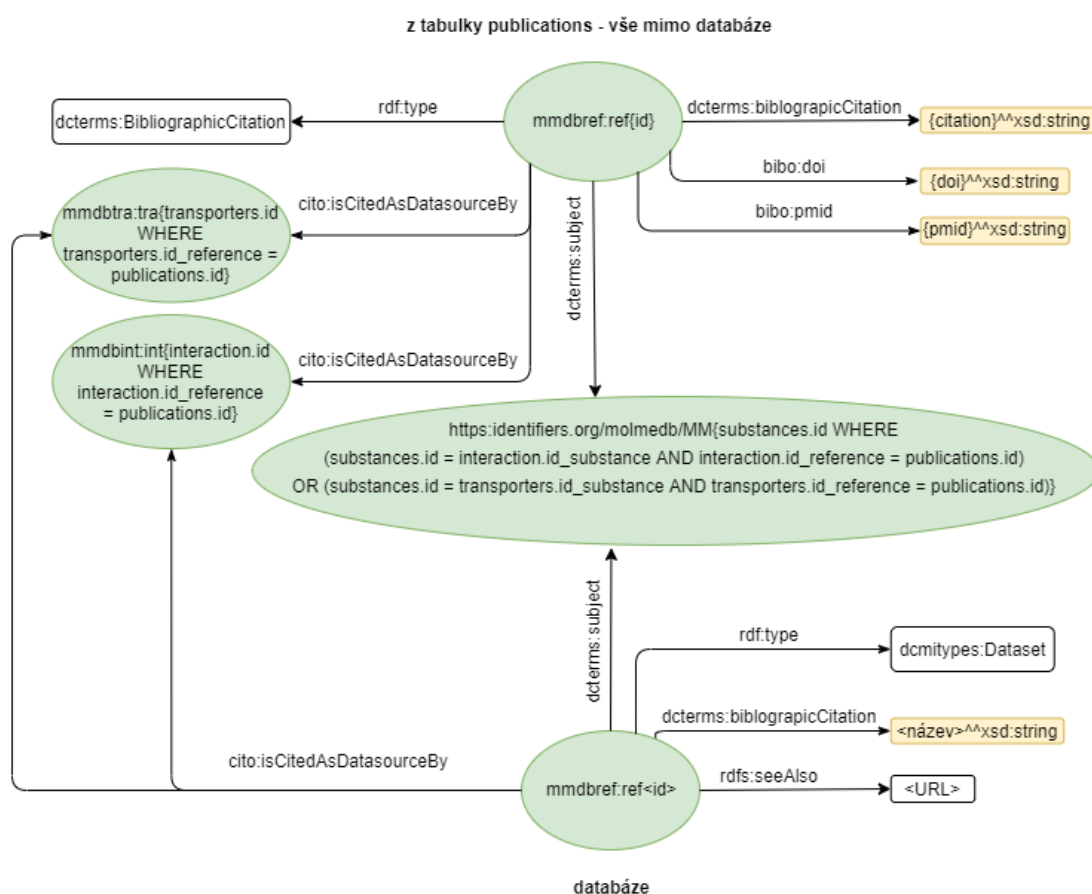 z tabulky publications - vše mimo databáze
rdf:type
dcterms:biblograpicCitation
dcterms:BibliographicCitation
mmdbref:ref{id}
{citation}^^xsd:string
bibo:doi
{doi}^^xsd:string
bibo:pmid
{pmid}^^xsd:string
cito:isCitedAsDatasourceBy
mmdbtra:tra{transporters.id
WHERE
transporters.id_reference =
publications.id}
dcterms:subject
cito:isCitedAsDatasourceBy
mmdbint:int{interaction.id
WHERE
interaction.id_reference
= publications.id}
https:identifiers.org/molmedb/MM{substances.id WHERE
(substances.id = interaction.id_substance AND interaction.id_reference = publications.id)
OR (substances.id = transporters.id_substance AND transporters.id_reference = publications.id)}
dcterms: subject
rdf:type
dcmitypes:Dataset
dcterms:biblograpicCitation
<název>^^xsd:string
cito:isCitedAsDatasourceBy
mmdbref:ref<id>
rdfs:seeAlso
<URL>
databáze